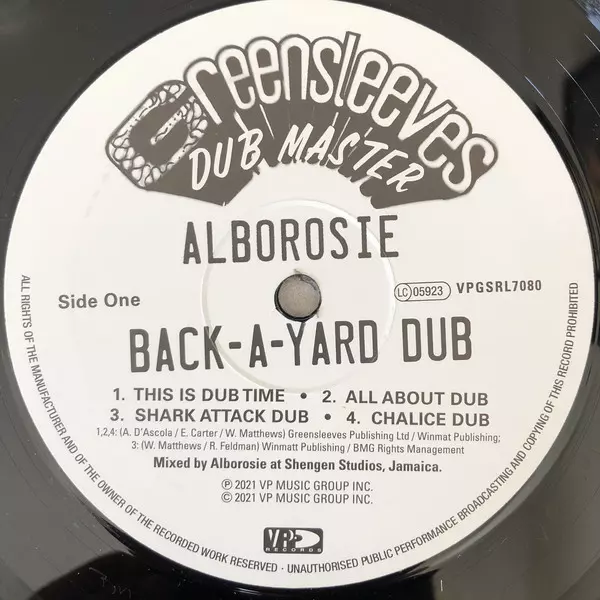 Greensleeves
DUB MASTER
ALBOROSIE
Side One
LC 05923 VPGSRL7080
BACK-A-YARD DUB
1. THIS IS DUB TIME • 2. ALL ABOUT DUB
3. SHARK ATTACK DUB • 4. CHALICE DUB
1,2,4: (A. D'Ascola / E. Carter / W. Matthews) Greensleeves Publishing Ltd / Winmatt Publishing;
3: (W. Matthews / R. Feldman) Winmatt Publishing / BMG Rights Management
Mixed by Alborosie at Shengen Studios, Jamaica.
℗ 2021 VP MUSIC GROUP INC.
© 2021 VP MUSIC GROUP INC.
VP
RECORDS
ALL RIGHTS OF THE MANUFACTURER AND OF THE OWNER OF THE RECORDED WORK RESERVED - UNAUTHORISED PUBLIC PERFORMANCE BROADCASTING AND COPYING OF THIS RECORD PROHIBITED